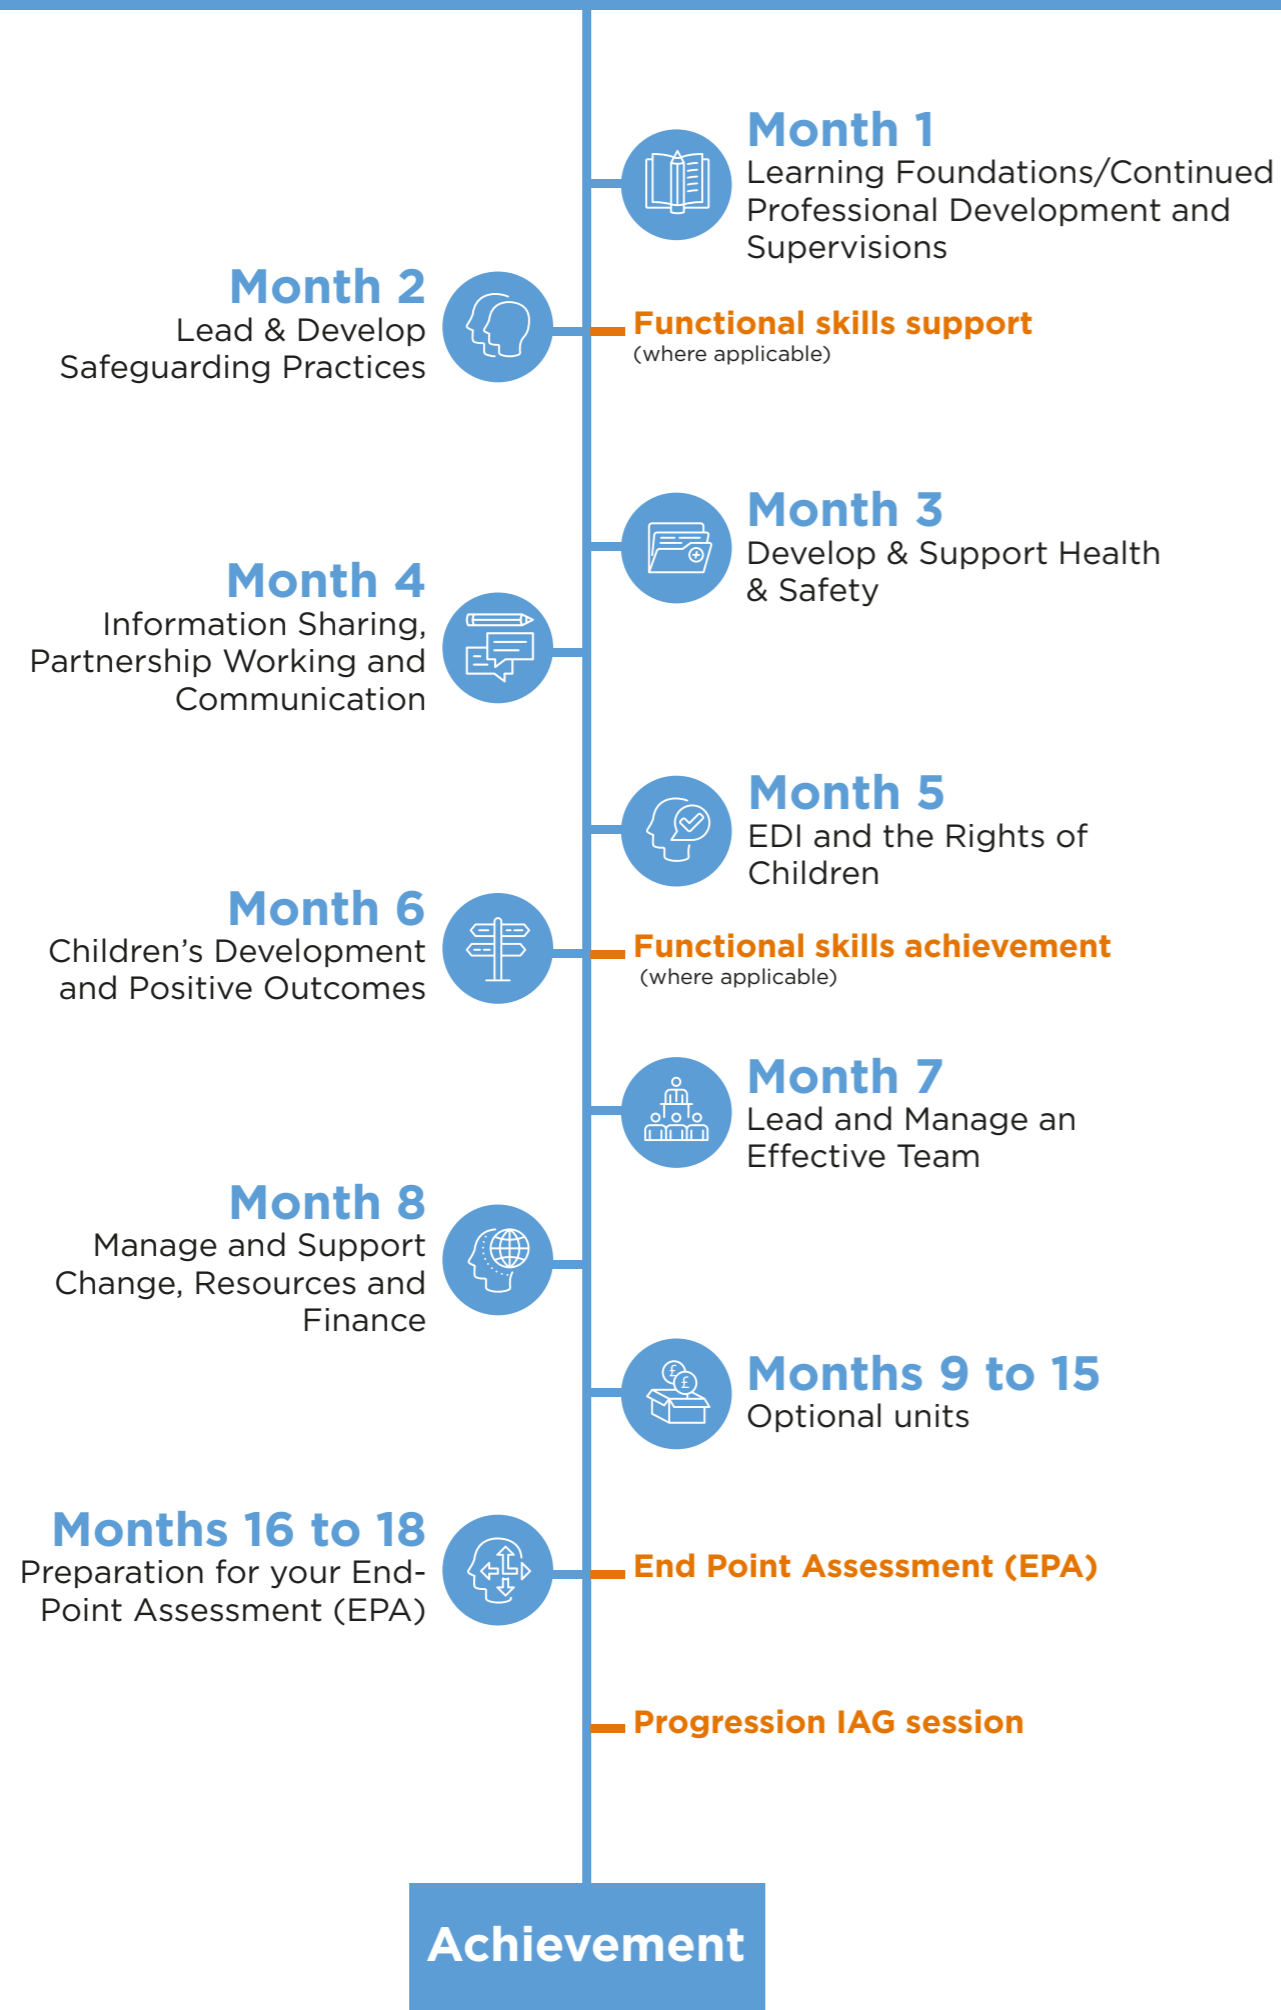 Month 1
Learning Foundations/Continued
Professional Development and
Supervisions
Month 2
Lead & Develop
Safeguarding Practices
Functional skills support
(where applicable)
Month 3
Develop & Support Health
& Safety
Month 4
Information Sharing,
Partnership Working and
Communication
Month 5
EDI and the Rights of
Children
Month 6
Children’s Development
and Positive Outcomes
Functional skills achievement
(where applicable)
Month 7
Lead and Manage an
Effective Team
Month 8
Manage and Support
Change, Resources and
Finance
££
Months 9 to 15
Optional units
Months 16 to 18
Preparation for your End-
Point Assessment (EPA)
End Point Assessment (EPA)
Progression IAG session
Achievement